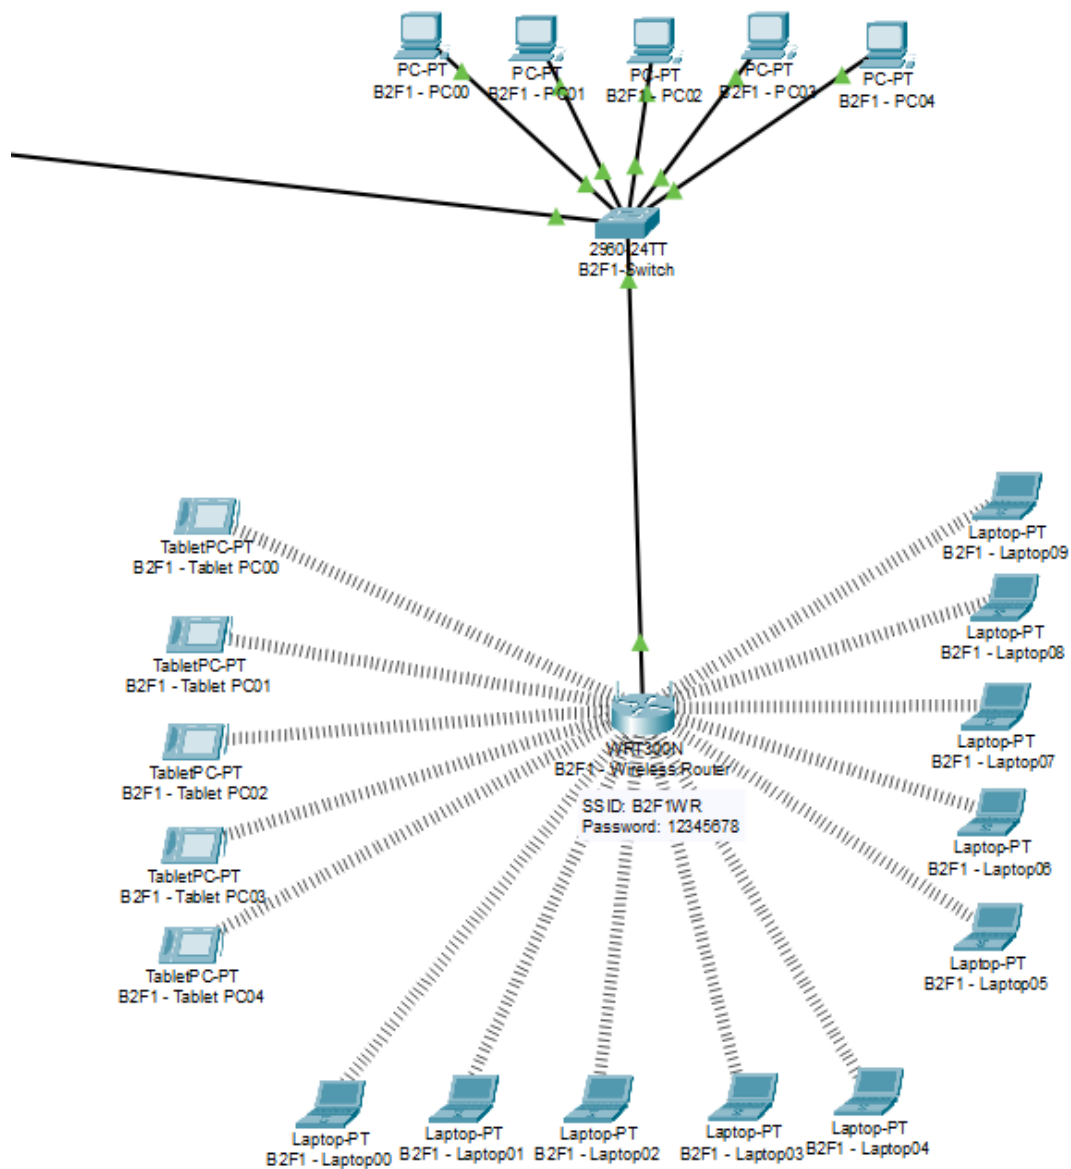 PC-PT
B2F1 - PC00
PC-PT
B2F1 - PC01
PC-PT
B2F1 - PC02
PC-PT
B2F1 - PC03
PC-PT
B2F1 - PC04
2960-24TT
B2F1-Switch
TabletPC-PT
B2F1 - Tablet PC00
Laptop-PT
B2F1 - Laptop09
TabletPC-PT
B2F1 - Tablet PC01
Laptop-PT
B2F1 - Laptop08
TabletPC-PT
B2F1 - Tablet PC02
WRT300N
B2F1 - Wireless Router
Laptop-PT
B2F1 - Laptop07
SSID: B2F1WR
Password: 12345678
TabletPC-PT
B2F1 - Tablet PC03
Laptop-PT
B2F1 - Laptop06
TabletPC-PT
B2F1 - Tablet PC04
Laptop-PT
B2F1 - Laptop05
Laptop-PT
B2F1 - Laptop00
Laptop-PT
B2F1 - Laptop01
Laptop-PT
B2F1 - Laptop02
Laptop-PT
B2F1 - Laptop03
Laptop-PT
B2F1 - Laptop04